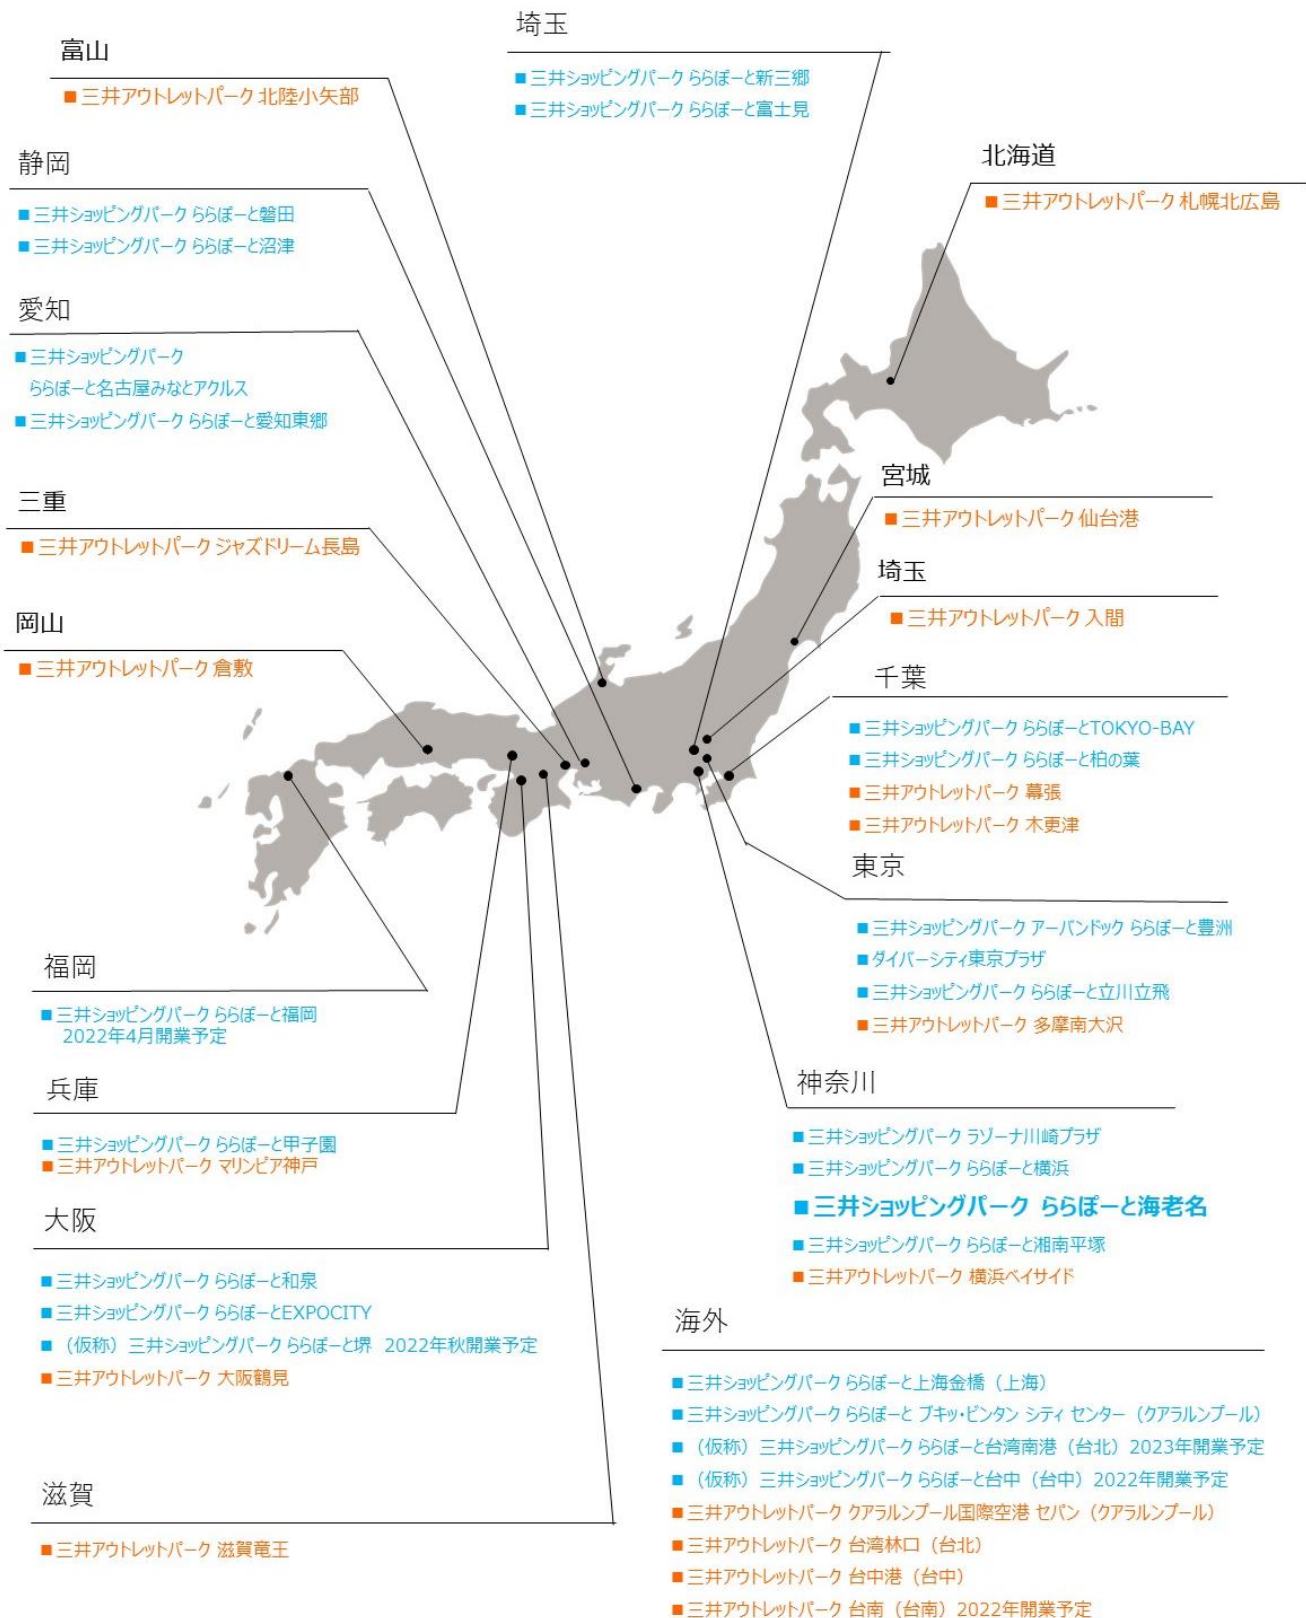 富山
■三井アウトレットパーク 北陸小矢部
静岡
■三井ショッピングパーク ららぽーと磐田
■三井ショッピングパーク ららぽーと沼津
愛知
■三井ショッピングパーク
ららぽーと名古屋みなとアクルス
■三井ショッピングパーク ららぽーと愛知東郷
三重
■三井アウトレットパーク ジャズドリーム長島
岡山
■三井アウトレットパーク 倉敷
埼玉
■三井ショッピングパーク ららぽーと新三郷
■三井ショッピングパーク ららぽーと富士見
北海道
■三井アウトレットパーク 札幌北広島
宮城
■三井アウトレットパーク 仙台港
埼玉
■三井アウトレットパーク 入間
千葉
■三井ショッピングパーク ららぽーとTOKYO-BAY
■三井ショッピングパーク ららぽーと柏の葉
■三井アウトレットパーク 幕張
■三井アウトレットパーク 木更津
東京
■三井ショッピングパーク アーバンドック ららぽーと豊洲
■ダイバーシティ東京プラザ
■三井ショッピングパーク ららぽーと立川立飛
■三井アウトレットパーク 多摩南大沢
福岡
■三井ショッピングパーク ららぽーと福岡
2022年4月開業予定
兵庫
■三井ショッピングパーク ららぽーと甲子園
■三井アウトレットパーク マリンピア神戸
大阪
■三井ショッピングパーク ららぽーと和泉
■三井ショッピングパーク ららぽーとEXPOCITY
■（仮称）三井ショッピングパーク ららぽーと堺 2022年秋開業予定
■三井アウトレットパーク 大阪鶴見
滋賀
■三井アウトレットパーク 滋賀竜王
神奈川
■三井ショッピングパーク ラゾーナ川崎プラザ
■三井ショッピングパーク ららぽーと横浜
■三井ショッピングパーク ららぽーと海老名
■三井ショッピングパーク ららぽーと湘南平塚
■三井アウトレットパーク 横浜ベイサイド
海外
■三井ショッピングパーク ららぽーと上海金橋（上海）
■三井ショッピングパーク ららぽーと ブキッ・ビンタン シティ センター（クアラルンプール）
■（仮称）三井ショッピングパーク ららぽーと台湾南港（台北）2023年開業予定
■（仮称）三井ショッピングパーク ららぽーと台中（台中）2022年開業予定
■三井アウトレットパーク クアラルンプール国際空港 セパン（クアラルンプール）
■三井アウトレットパーク 台湾林口（台北）
■三井アウトレットパーク 台中港（台中）
■三井アウトレットパーク 台南（台南）2022年開業予定